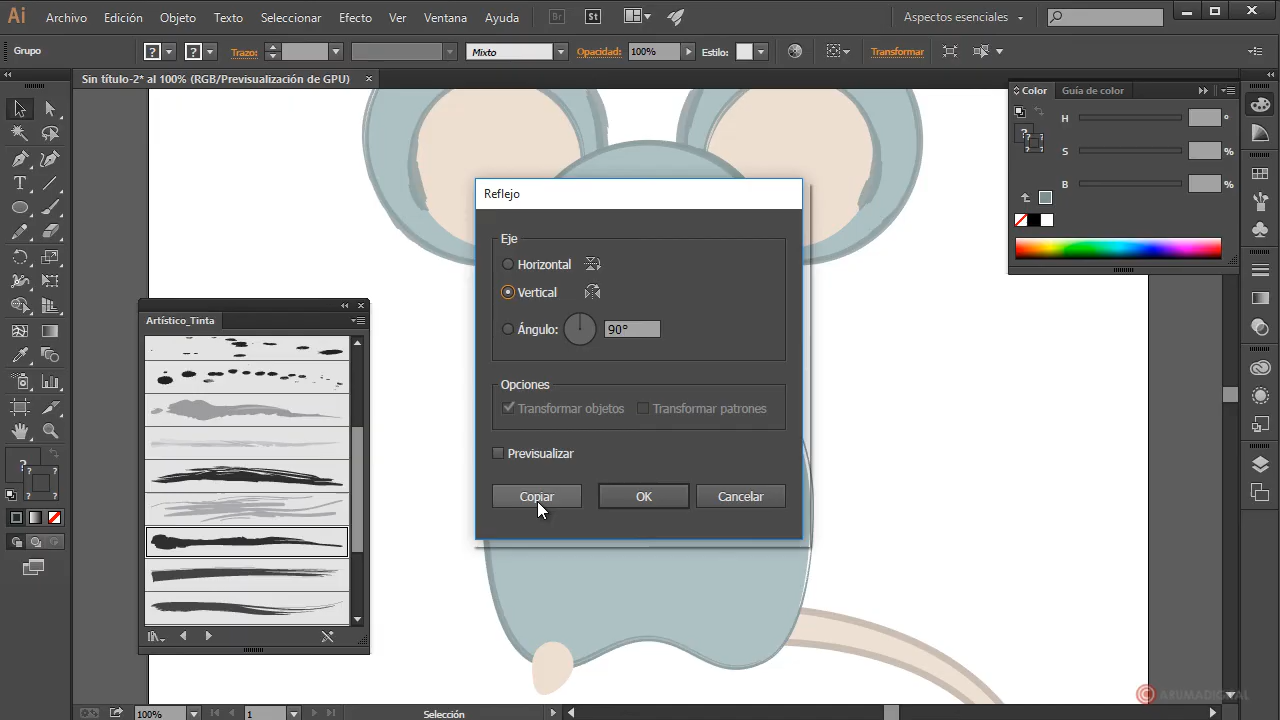 Ai Archivo Edición Objeto Texto Seleccionar Efecto Ver Ventana Ayuda Br St Aspectos esenciales
Grupo ? ? Trazo: Mixto Opacidad: 100% Estilo: Transformar
Sin título-2* al 100% (RGB/Previsualización de GPU) ×
Color Guía de color
H º
S %
B %
Reflejo
Eje
Horizontal
Vertical
Ángulo: 90°
Opciones
Transformar objetos Transformar patrones
Previsualizar
Copiar OK Cancelar
Artístico_Tinta
100% 1 Selección
ARUMADIGITAL